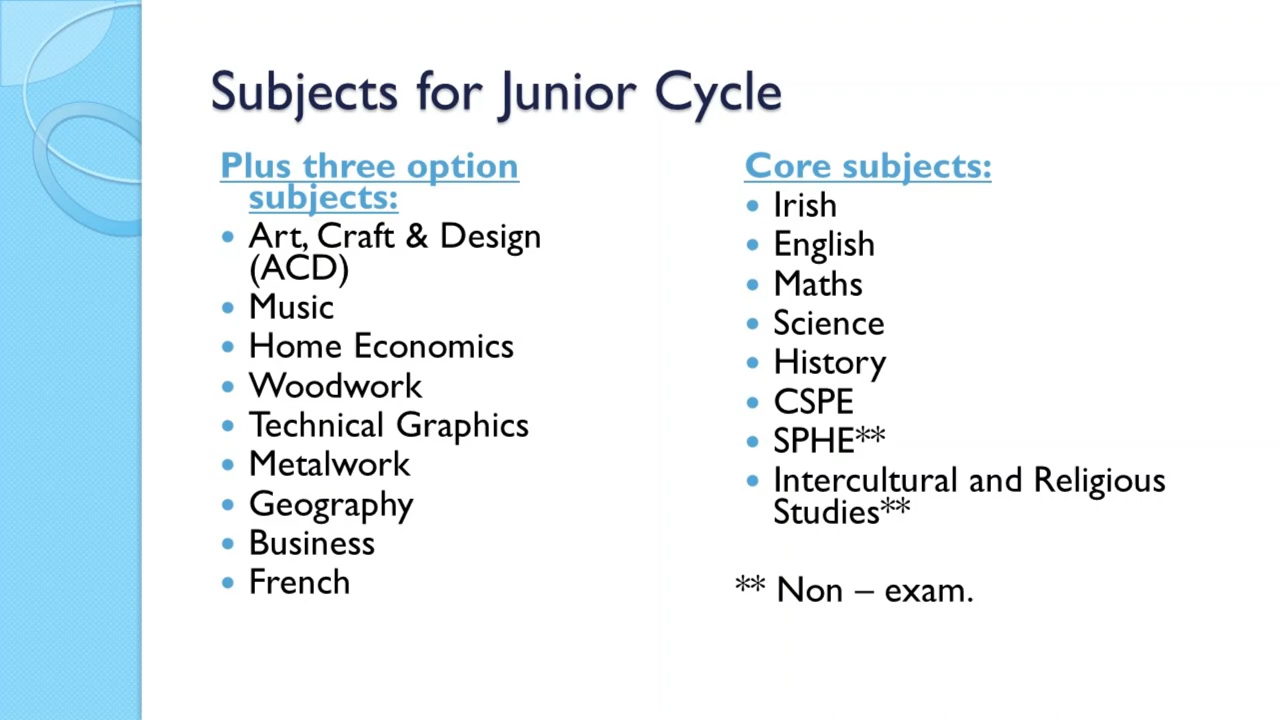 Subjects for Junior Cycle
Plus three option
subjects:
• Art, Craft & Design
(ACD)
• Music
• Home Economics
• Woodwork
• Technical Graphics
• Metalwork
• Geography
• Business
• French
Core subjects:
• Irish
• English
• Maths
• Science
• History
• CSPE
• SPHE**
• Intercultural and Religious
Studies**
** Non – exam.